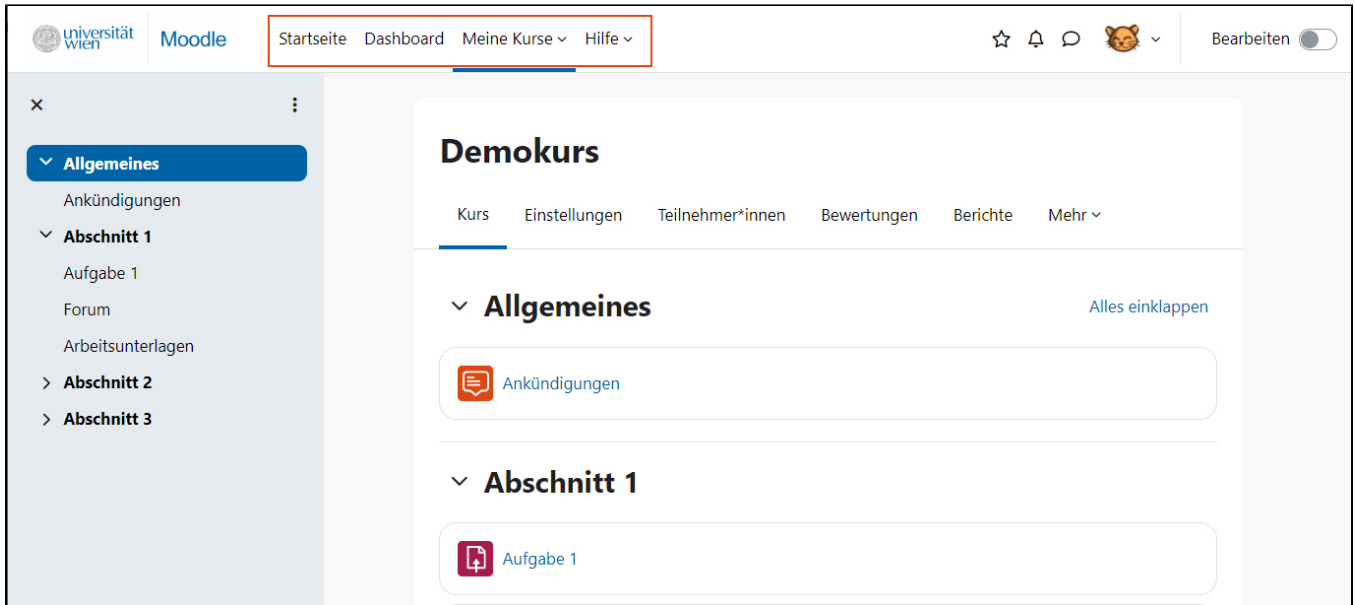 universität
wien
Moodle
Startseite Dashboard Meine Kurse Hilfe
Bearbeiten
Allgemeines
Ankündigungen
Abschnitt 1
Aufgabe 1
Forum
Arbeitsunterlagen
Abschnitt 2
Abschnitt 3
Demokurs
Kurs Einstellungen Teilnehmer*innen Bewertungen Berichte Mehr
Allgemeines
Alles einklappen
Ankündigungen
Abschnitt 1
Aufgabe 1